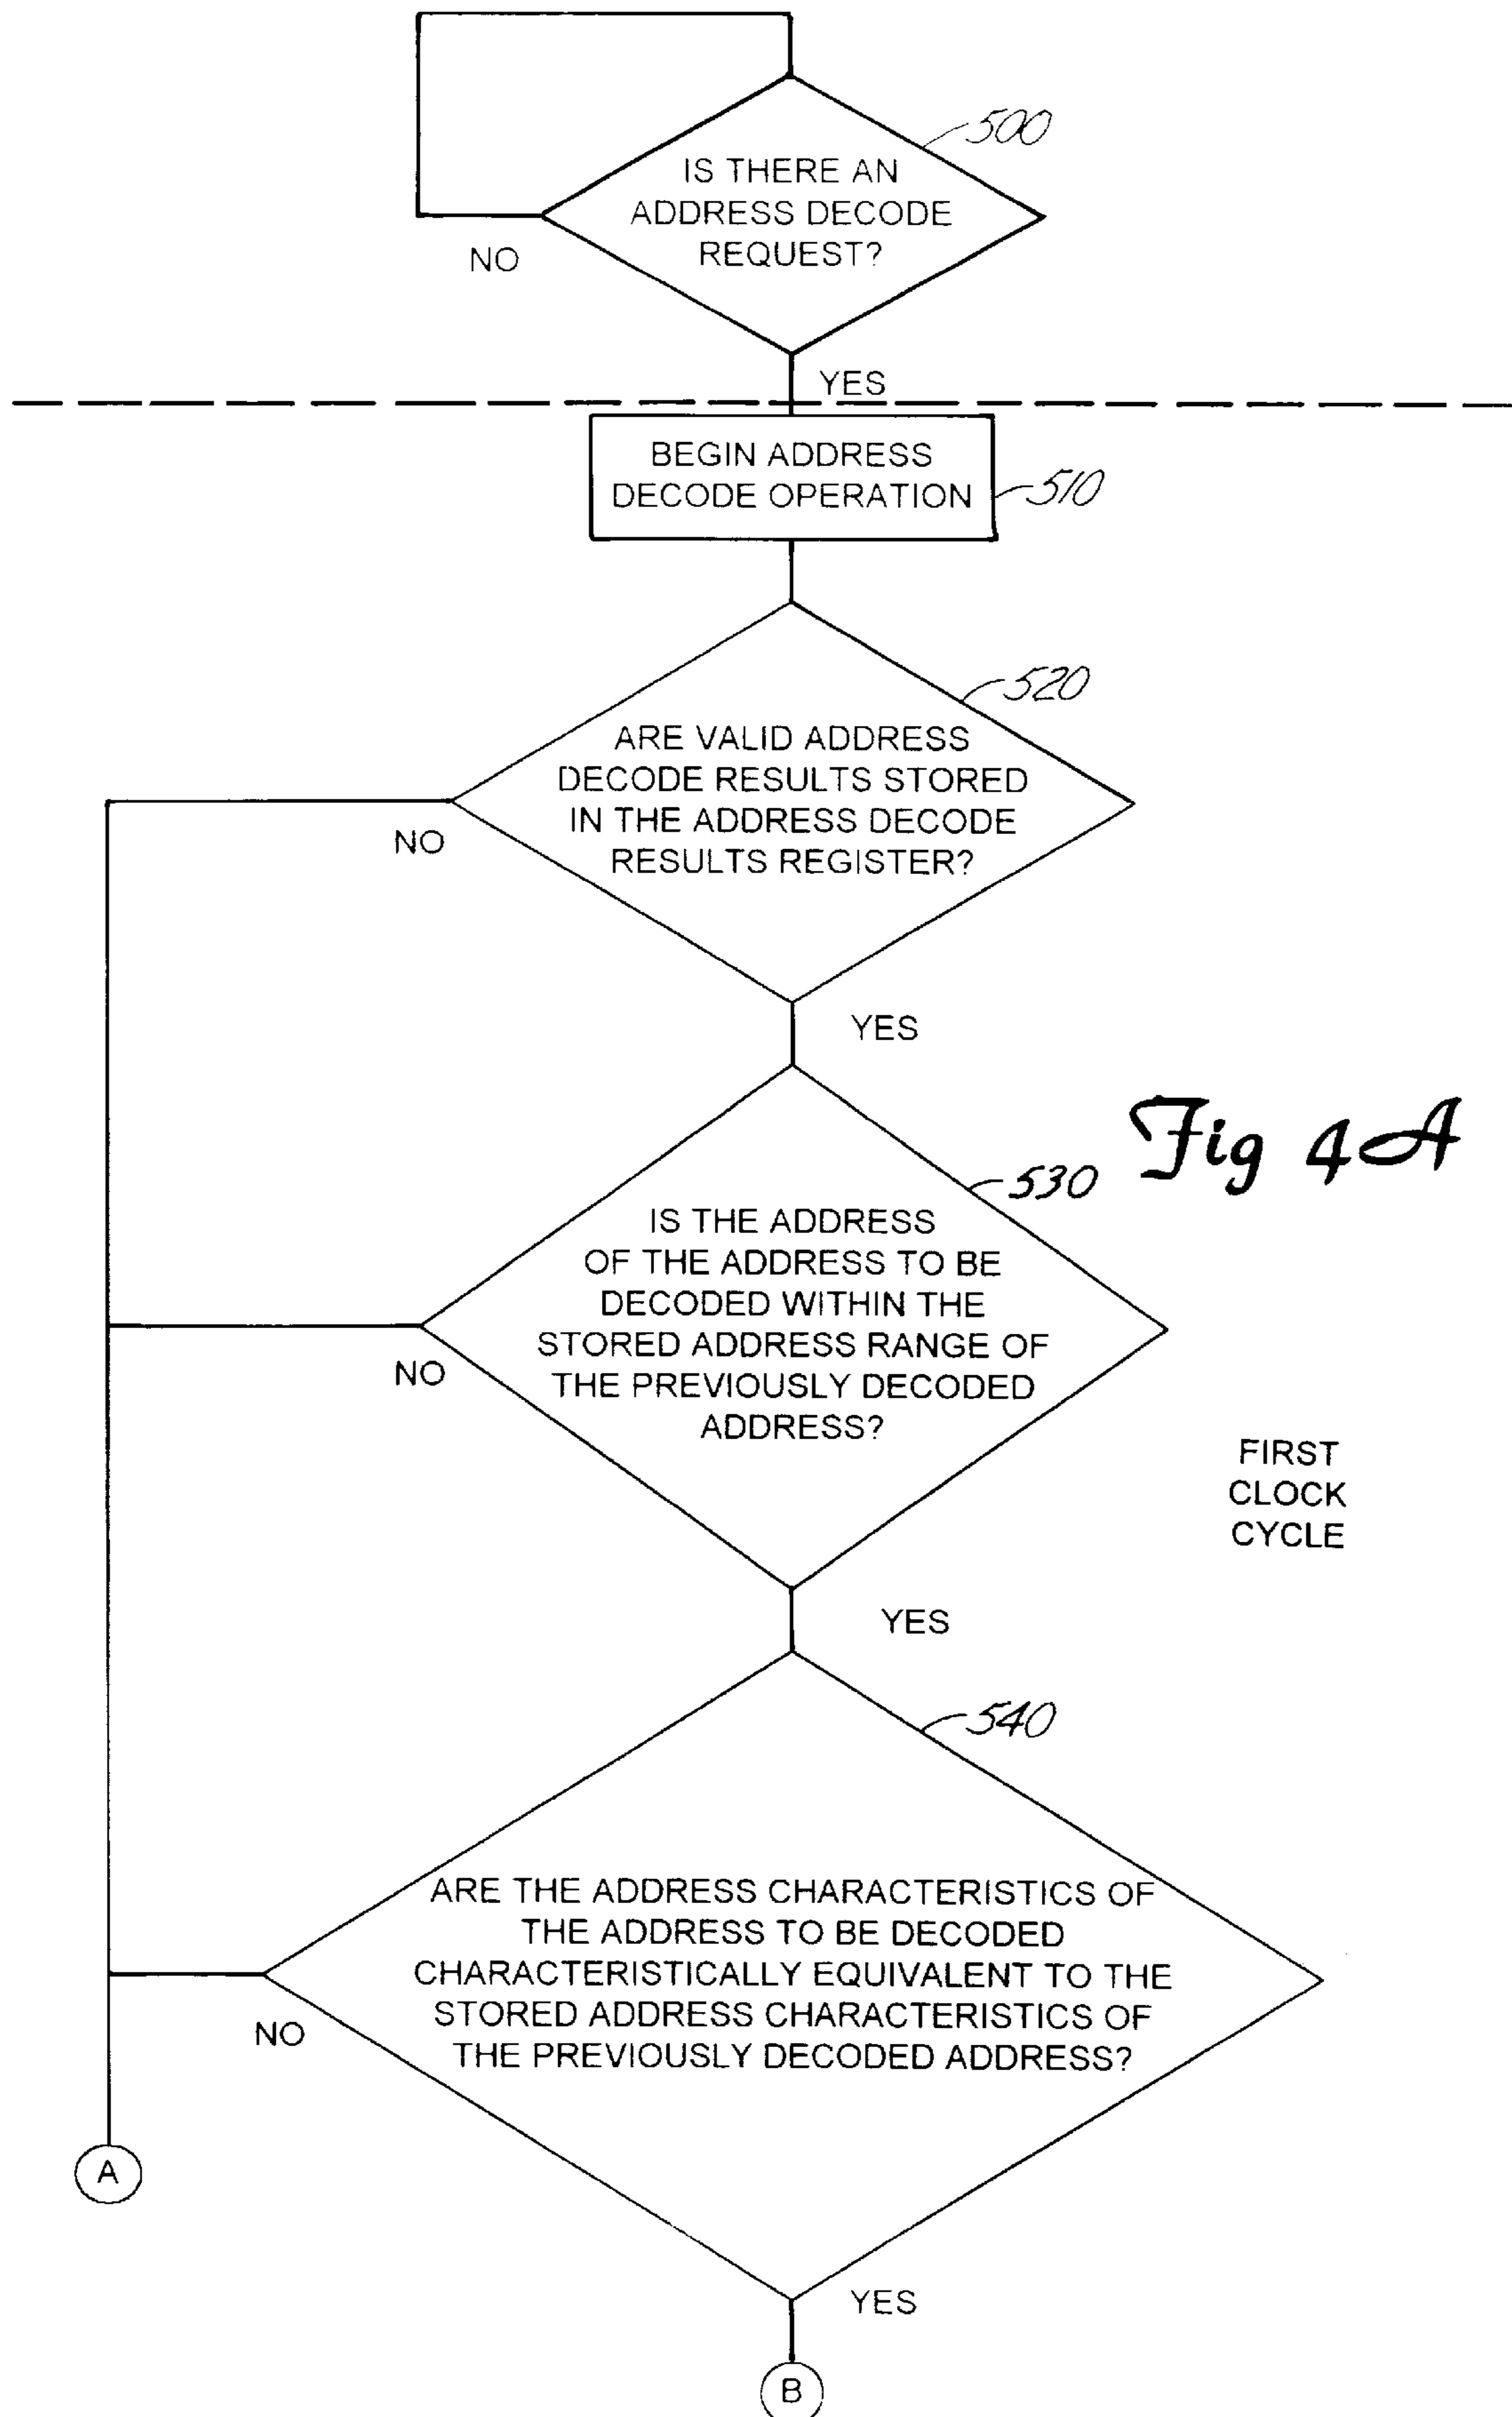 500
IS THERE AN
ADDRESS DECODE
REQUEST?
NO
YES
BEGIN ADDRESS
DECODE OPERATION
510
520
ARE VALID ADDRESS
DECODE RESULTS STORED
IN THE ADDRESS DECODE
RESULTS REGISTER?
NO
YES
Fig 4A
530
IS THE ADDRESS
OF THE ADDRESS TO BE
DECODED WITHIN THE
STORED ADDRESS RANGE OF
THE PREVIOUSLY DECODED
ADDRESS?
NO
FIRST
CLOCK
CYCLE
YES
540
ARE THE ADDRESS CHARACTERISTICS OF
THE ADDRESS TO BE DECODED
CHARACTERISTICALLY EQUIVALENT TO THE
STORED ADDRESS CHARACTERISTICS OF
THE PREVIOUSLY DECODED ADDRESS?
NO
A
YES
B